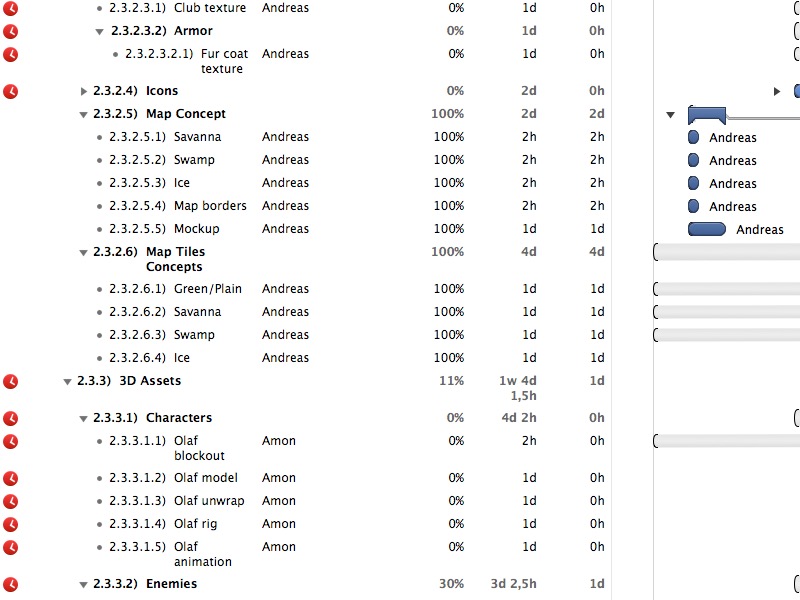 2.3.2.3.1) Club texture Andreas 0% 1d 0h
2.3.2.3.2) Armor 0% 1d 0h
2.3.2.3.2.1) Fur coat Andreas 0% 1d 0h
texture
2.3.2.4) Icons 0% 2d 0h
2.3.2.5) Map Concept 100% 2d 2d
2.3.2.5.1) Savanna Andreas 100% 2h 2h Andreas
2.3.2.5.2) Swamp Andreas 100% 2h 2h Andreas
2.3.2.5.3) Ice Andreas 100% 2h 2h Andreas
2.3.2.5.4) Map borders Andreas 100% 2h 2h Andreas
2.3.2.5.5) Mockup Andreas 100% 1d 1d Andreas
2.3.2.6) Map Tiles 100% 4d 4d
Concepts
2.3.2.6.1) Green/Plain Andreas 100% 1d 1d
2.3.2.6.2) Savanna Andreas 100% 1d 1d
2.3.2.6.3) Swamp Andreas 100% 1d 1d
2.3.2.6.4) Ice Andreas 100% 1d 1d
2.3.3) 3D Assets 11% 1w 4d 1d
1,5h
2.3.3.1) Characters 0% 4d 2h 0h
2.3.3.1.1) Olaf Amon 0% 2h 0h
blockout
2.3.3.1.2) Olaf model Amon 0% 1d 0h
2.3.3.1.3) Olaf unwrap Amon 0% 1d 0h
2.3.3.1.4) Olaf rig Amon 0% 1d 0h
2.3.3.1.5) Olaf Amon 0% 1d 0h
animation
2.3.3.2) Enemies 30% 3d 2,5h 1d